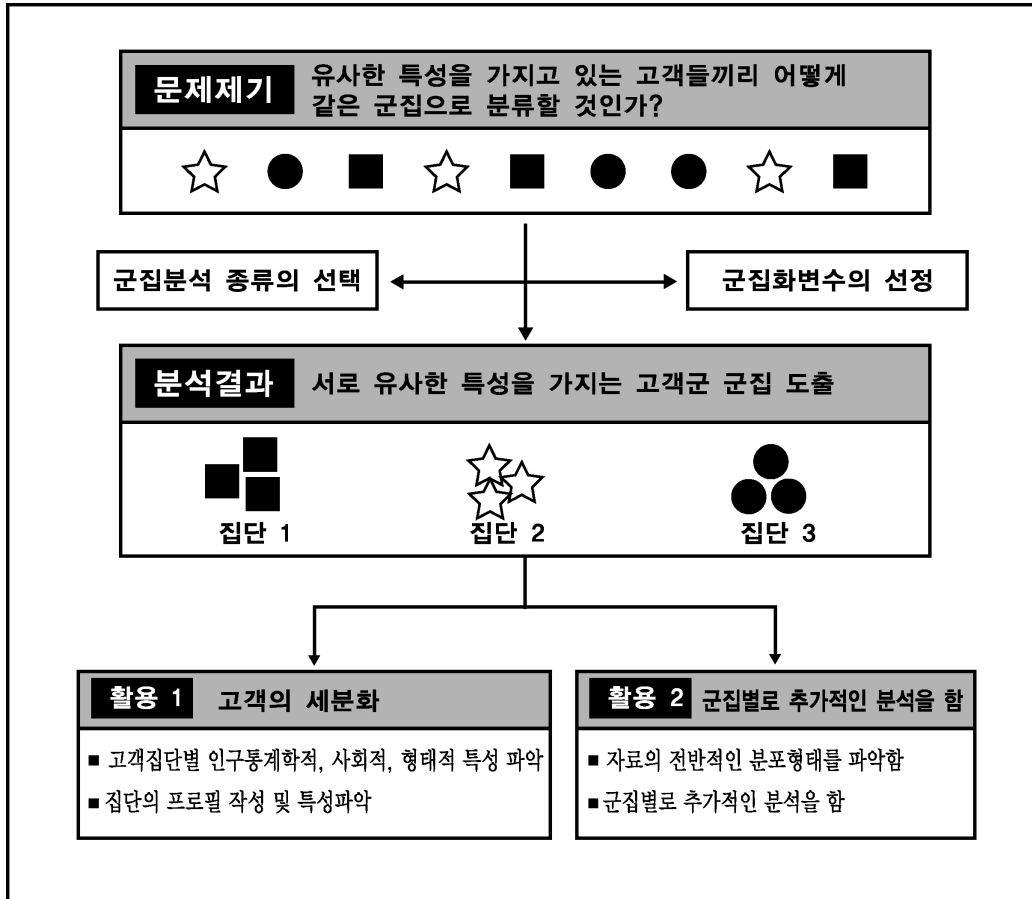 문제제기
유사한 특성을 가지고 있는 고객들끼리 어떻게
같은 군집으로 분류할 것인가?
군집분석 종류의 선택
군집화변수의 선정
분석결과
서로 유사한 특성을 가지는 고객군 군집 도출
집단 1
집단 2
집단 3
활용 1
고객의 세분화
■ 고객집단별 인구통계학적, 사회적, 형태적 특성 파악
■ 집단의 프로필 작성 및 특성파악
활용 2
군집별로 추가적인 분석을 함
■ 자료의 전반적인 분포형태를 파악함
■ 군집별로 추가적인 분석을 함